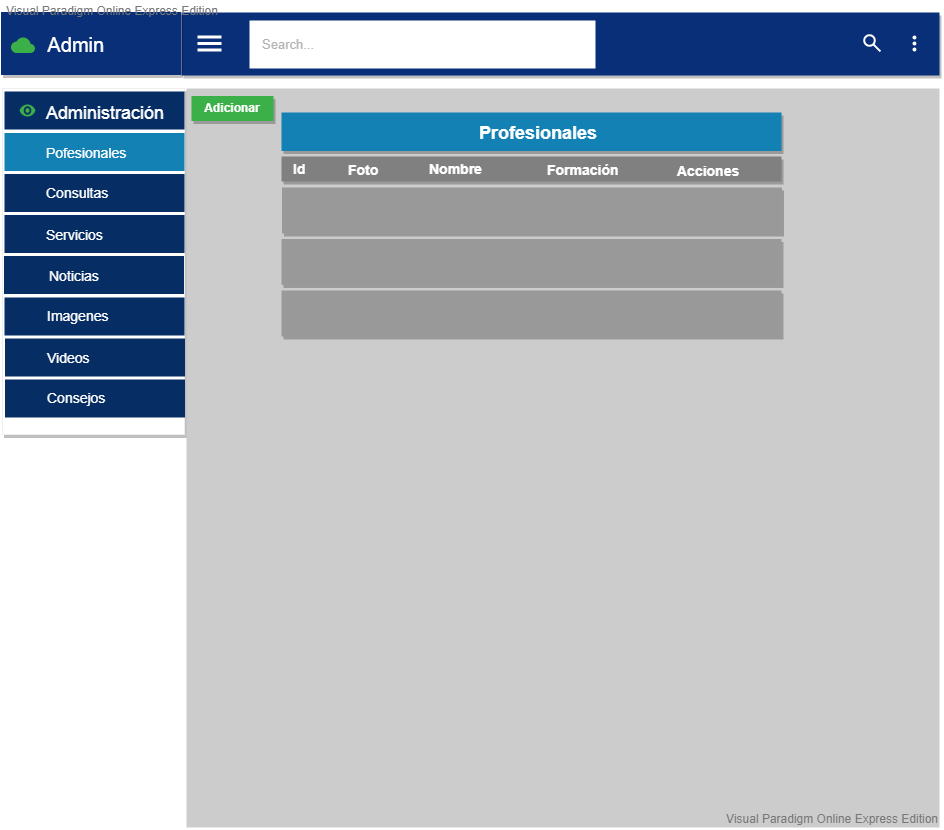 Visual Paradigm Online Express Edition
Admin
Search...
Administración
Pofesionales
Consultas
Servicios
Noticias
Imagenes
Videos
Consejos
Adicionar
Profesionales
Id Foto Nombre Formación Acciones
Visual Paradigm Online Express Edition